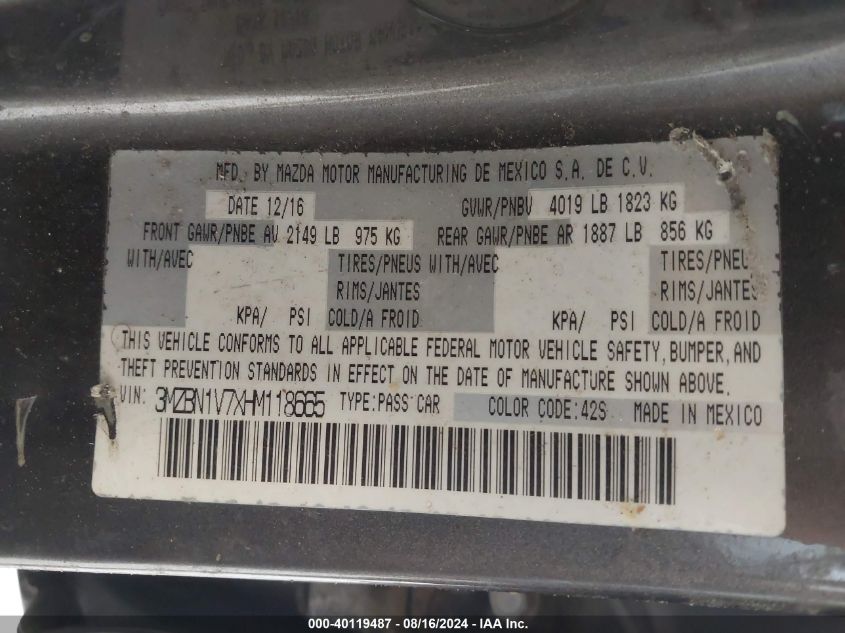 MFD. BY MAZDA MOTOR MANUFACTURING DE MEXICO S.A. DE C.V.
DATE 12/16 GVWR/PNBV 4019 LB 1823 KG
FRONT GAWR/PNBE AV 2149 LB 975 KG REAR GAWR/PNBE AR 1887 LB 856 KG
WITH/AVEC TIRES/PNEUS WITH/AVEC TIRES/PNEU
RIMS/JANTES RIMS/JANTES
KPA/ PSI COLD/A FROID KPA/ PSI COLD/A FROID
THIS VEHICLE CONFORMS TO ALL APPLICABLE FEDERAL MOTOR VEHICLE SAFETY, BUMPER, AND
THEFT PREVENTION STANDARDS IN EFFECT ON THE DATE OF MANUFACTURE SHOWN ABOVE.
VIN: 3MZBN1V7XHM118665 TYPE:PASS CAR COLOR CODE:42S MADE IN MEXICO
000-40119487 - 08/16/2024 - IAA Inc.